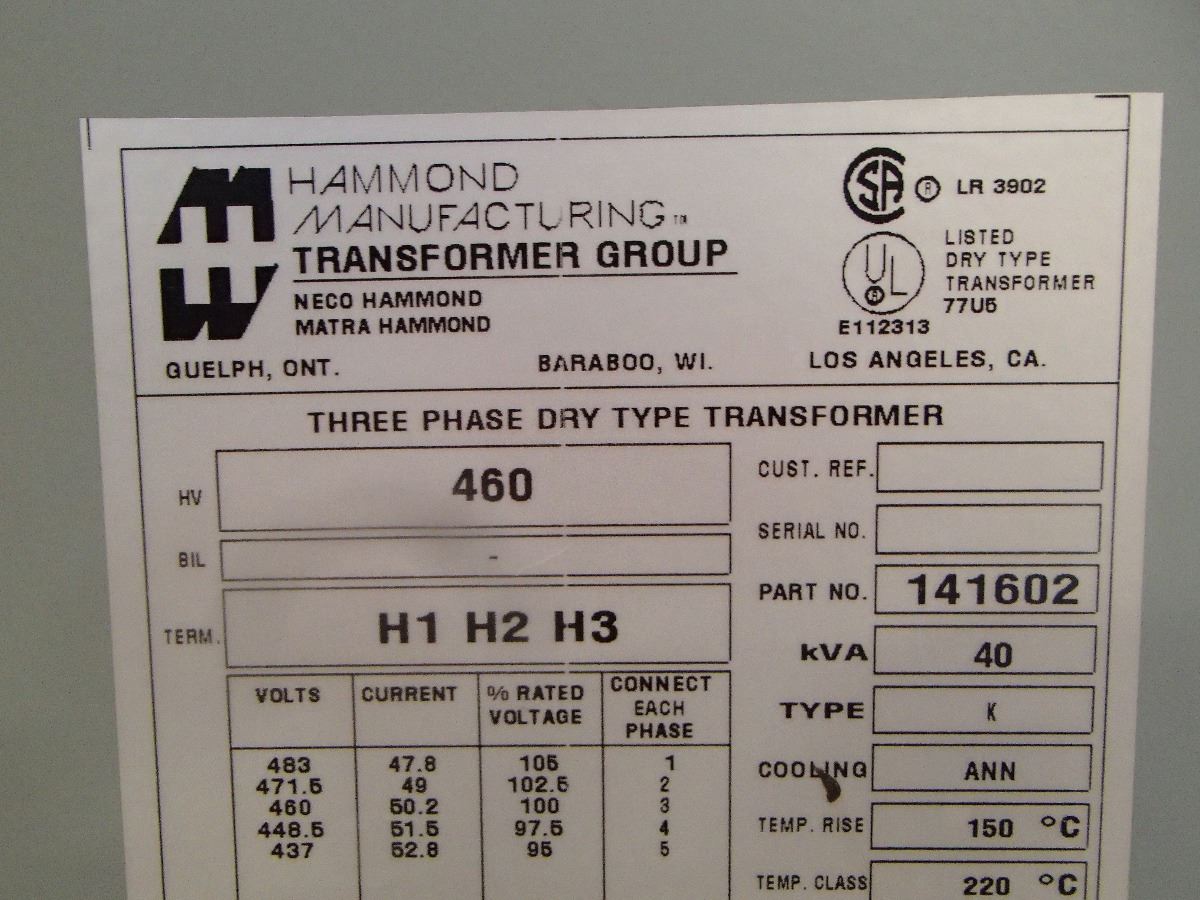 HAMMOND
MANUFACTURING TM
TRANSFORMER GROUP
NECO HAMMOND
MATRA HAMMOND
SA ® LR 3902
UL ®
LISTED
DRY TYPE
TRANSFORMER
77U5
E112313
GUELPH, ONT. BARABOO, WI. LOS ANGELES, CA.
THREE PHASE DRY TYPE TRANSFORMER
HV 460
BIL -
TERM. H1 H2 H3
VOLTS CURRENT % RATED VOLTAGE CONNECT EACH PHASE
483 47.8 105 1
471.5 49 102.5 2
460 50.2 100 3
448.5 51.5 97.5 4
437 52.8 95 5
CUST. REF.
SERIAL NO.
PART NO. 141602
kVA 40
TYPE K
COOLING ANN
TEMP. RISE 150 °C
TEMP. CLASS 220 °C